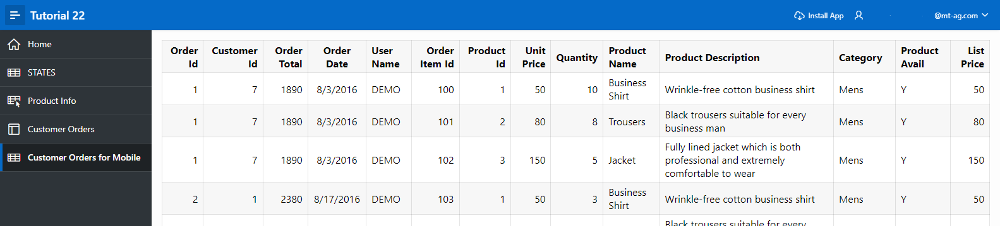 Tutorial 22
Install App
@mt-ag.com
Home
STATES
Product Info
Customer Orders
Customer Orders for Mobile
Order Id Customer Id Order Total Order Date User Name Order Item Id Product Id Unit Price Quantity Product Name Product Description Category Product Avail List Price
1 7 1890 8/3/2016 DEMO 100 1 50 10 Business Shirt Wrinkle-free cotton business shirt Mens Y 50
1 7 1890 8/3/2016 DEMO 101 2 80 8 Trousers Black trousers suitable for every business man Mens Y 80
1 7 1890 8/3/2016 DEMO 102 3 150 5 Jacket Fully lined jacket which is both professional and extremely comfortable to wear Mens Y 150
2 1 2380 8/17/2016 DEMO 103 1 50 3 Business Shirt Wrinkle-free cotton business shirt Mens Y 50
Black trousers suitable for every